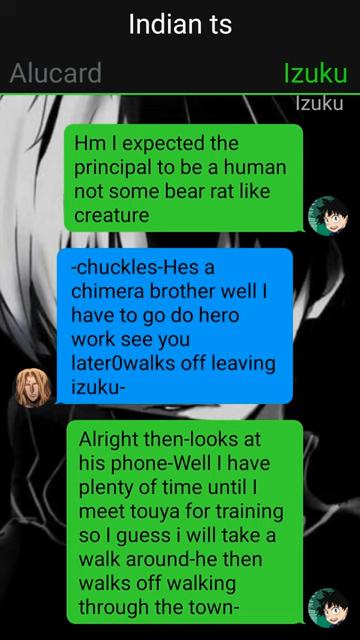 Indian ts
Alucard
Izuku
Izuku
Hm I expected the
principal to be a human
not some bear rat like
creature
-chuckles-Hes a
chimera brother well I
have to go do hero
work see you
later0walks off leaving
izuku-
Alright then-looks at
his phone-Well I have
plenty of time until I
meet touya for training
so I guess i will take a
walk around-he then
walks off walking
through the town-